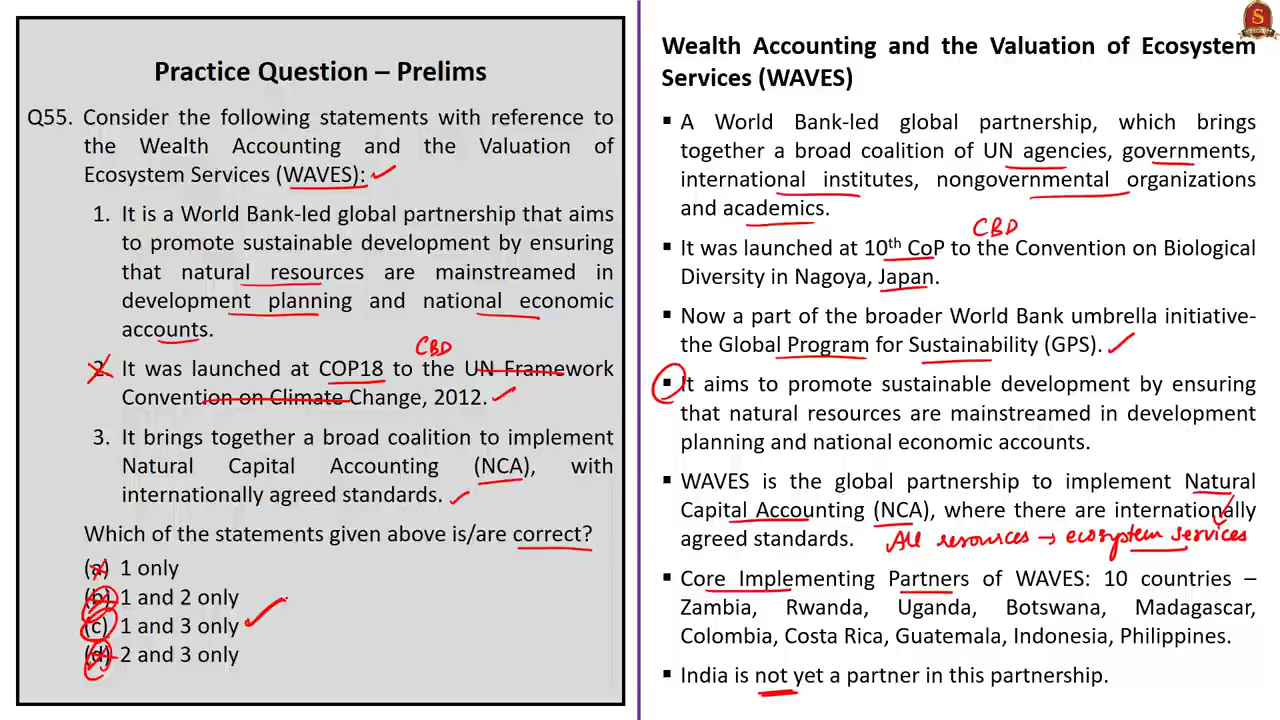 Practice Question – Prelims
Q55. Consider the following statements with reference to
the Wealth Accounting and the Valuation of
Ecosystem Services (WAVES):
1. It is a World Bank-led global partnership that aims
to promote sustainable development by ensuring
that natural resources are mainstreamed in
development planning and national economic
accounts.
CBD
2. It was launched at COP18 to the UN Framework
Convention on Climate Change, 2012.
3. It brings together a broad coalition to implement
Natural Capital Accounting (NCA), with
internationally agreed standards.
Which of the statements given above is/are correct?
(a) 1 only
(b) 1 and 2 only
(c) 1 and 3 only
(d) 2 and 3 only
Wealth Accounting and the Valuation of Ecosystem
Services (WAVES)
▪ A World Bank-led global partnership, which brings
together a broad coalition of UN agencies, governments,
international institutes, nongovernmental organizations
and academics.
CBD
▪ It was launched at 10th CoP to the Convention on Biological
Diversity in Nagoya, Japan.
▪ Now a part of the broader World Bank umbrella initiative-
the Global Program for Sustainability (GPS).
▪ It aims to promote sustainable development by ensuring
that natural resources are mainstreamed in development
planning and national economic accounts.
▪ WAVES is the global partnership to implement Natural
Capital Accounting (NCA), where there are internationally
agreed standards. All resources → ecosystem services
▪ Core Implementing Partners of WAVES: 10 countries –
Zambia, Rwanda, Uganda, Botswana, Madagascar,
Colombia, Costa Rica, Guatemala, Indonesia, Philippines.
▪ India is not yet a partner in this partnership.